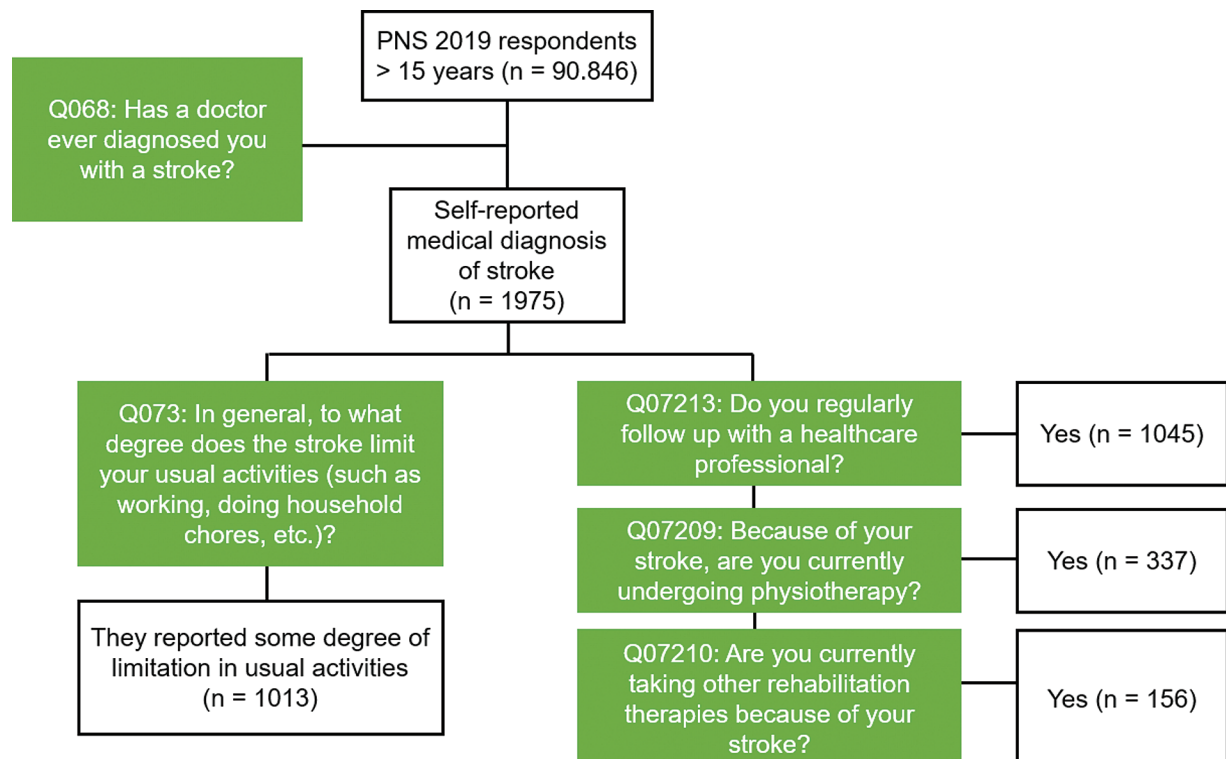 PNS 2019 respondents
> 15 years (n = 90.846)
Q068: Has a doctor
ever diagnosed you
with a stroke?
Self-reported
medical diagnosis
of stroke
(n = 1975)
Q073: In general, to what
degree does the stroke limit
your usual activities (such as
working, doing household
chores, etc.)?
They reported some degree of
limitation in usual activities
(n = 1013)
Q07213: Do you regularly
follow up with a healthcare
professional?
Yes (n = 1045)
Q07209: Because of your
stroke, are you currently
undergoing physiotherapy?
Yes (n = 337)
Q07210: Are you currently
taking other rehabilitation
therapies because of your
stroke?
Yes (n = 156)